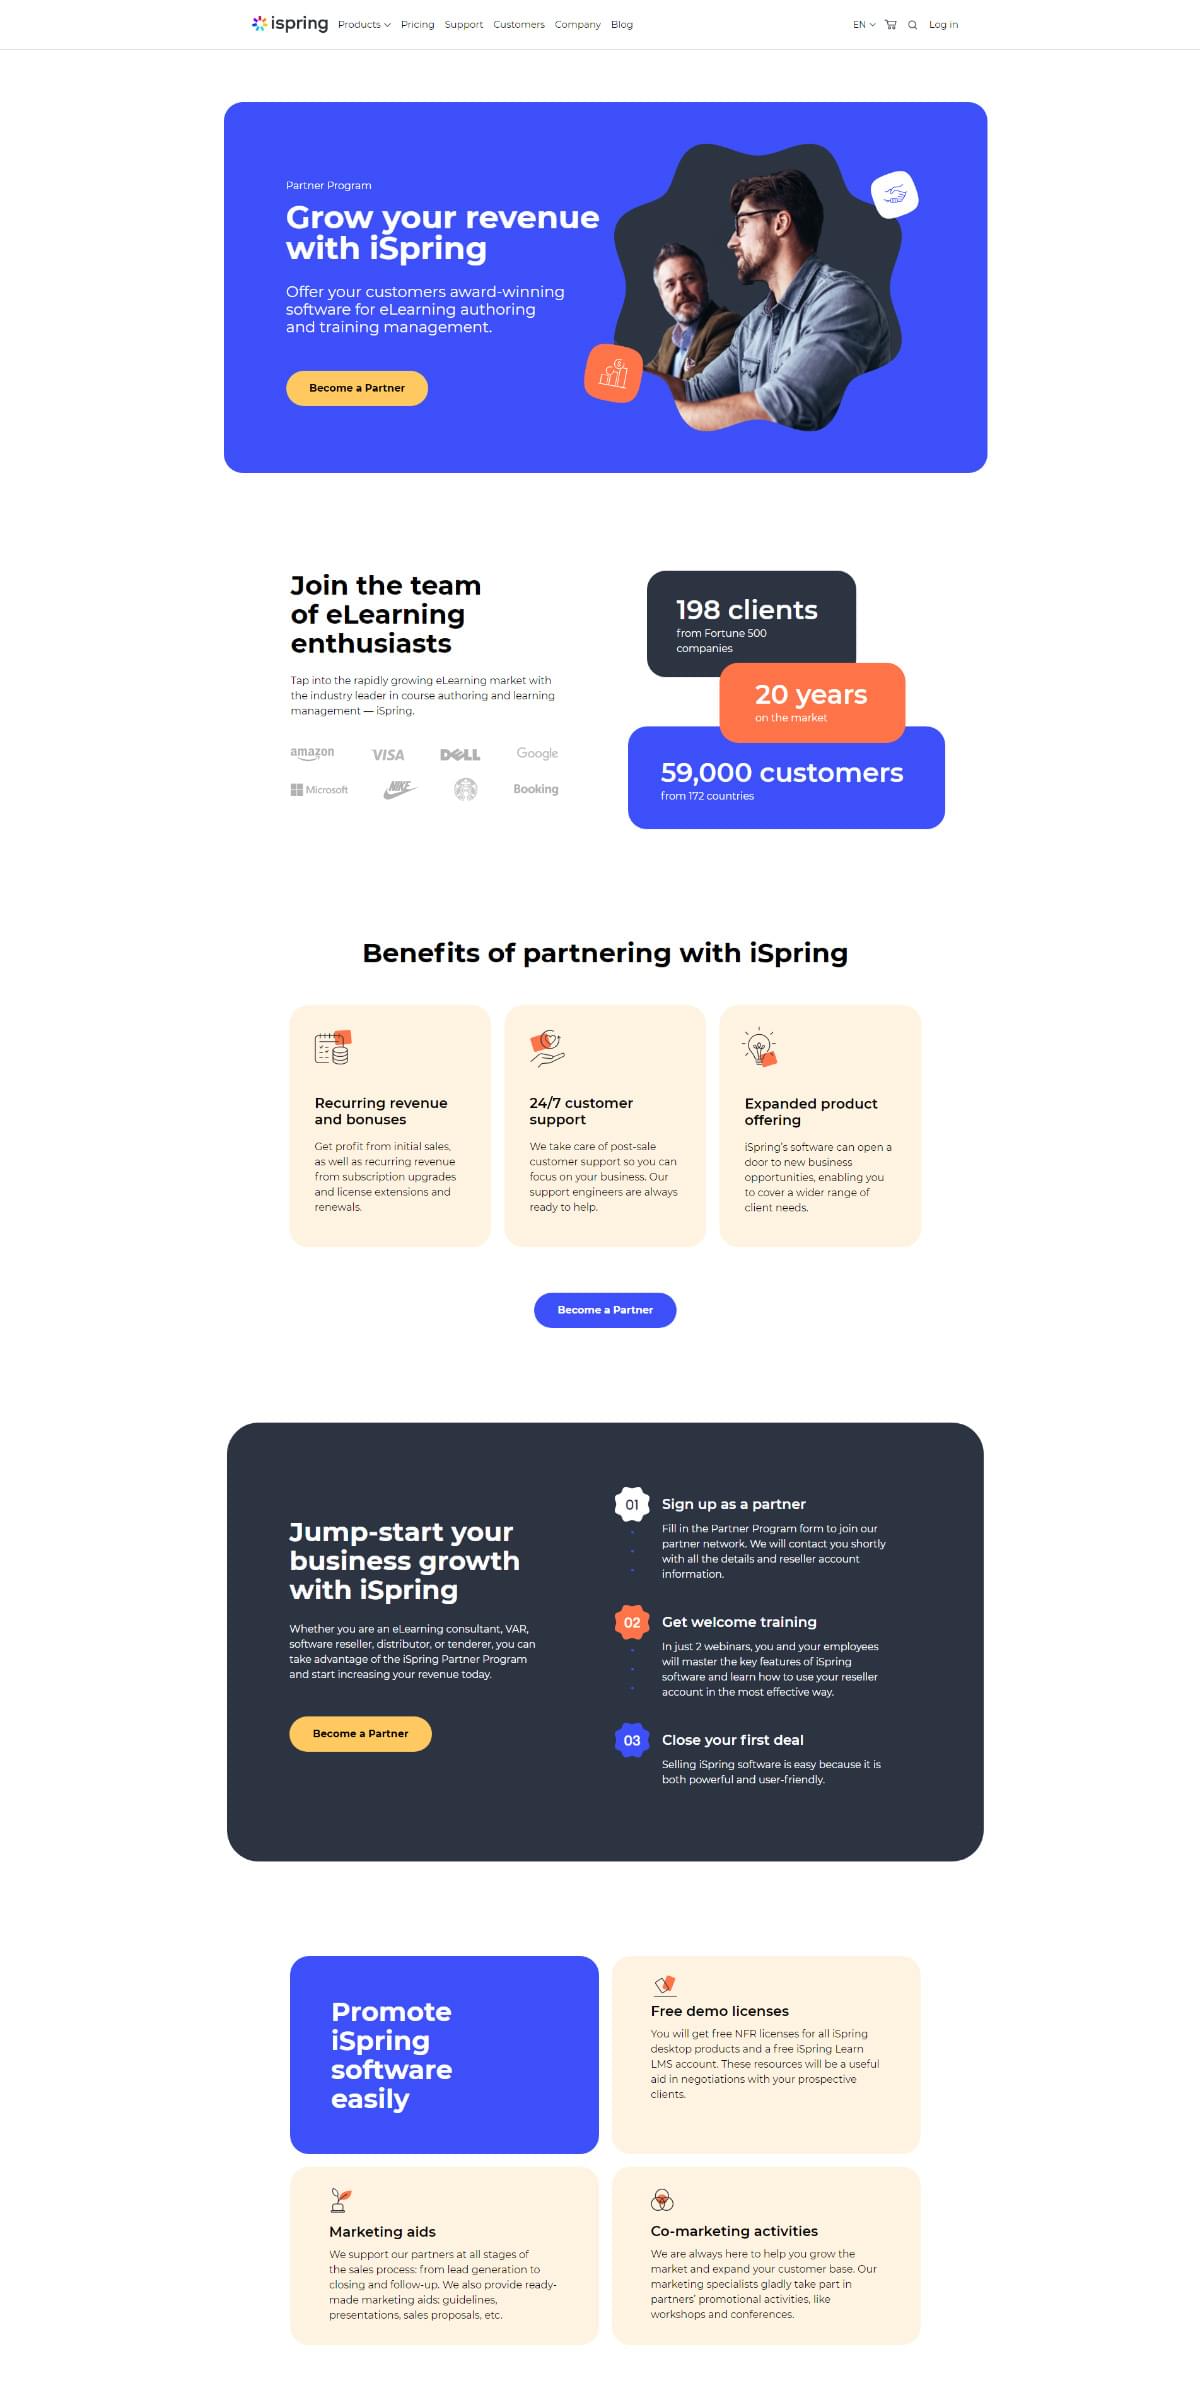 ispring Products Pricing Support Customers Company Blog EN Log in
Partner Program
Grow your revenue
with iSpring
Offer your customers award-winning
software for eLearning authoring
and training management.
Become a Partner
Join the team
of eLearning
enthusiasts
Tap into the rapidly growing eLearning market with
the industry leader in course authoring and learning
management — iSpring.
amazon VISA DELL Google
Microsoft NIKE Booking
198 clients
from Fortune 500
companies
20 years
on the market
59,000 customers
from 172 countries
Benefits of partnering with iSpring
Recurring revenue
and bonuses
Get profit from initial sales,
as well as recurring revenue
from subscription upgrades
and license extensions and
renewals.
24/7 customer
support
We take care of post-sale
customer support so you can
focus on your business. Our
support engineers are always
ready to help.
Expanded product
offering
iSpring's software can open a
door to new business
opportunities, enabling you
to cover a wider range of
client needs.
Become a Partner
Jump-start your
business growth
with iSpring
Whether you are an eLearning consultant, VAR,
software reseller, distributor, or tenderer, you can
take advantage of the iSpring Partner Program
and start increasing your revenue today.
Become a Partner
01 Sign up as a partner
Fill in the Partner Program form to join our
partner network. We will contact you shortly
with all the details and reseller account
information.
02 Get welcome training
In just 2 webinars, you and your employees
will master the key features of iSpring
software and learn how to use your reseller
account in the most effective way.
03 Close your first deal
Selling iSpring software is easy because it is
both powerful and user-friendly.
Promote
iSpring
software
easily
Free demo licenses
You will get free NFR licenses for all iSpring
desktop products and a free iSpring Learn
LMS account. These resources will be a useful
aid in negotiations with your prospective
clients.
Marketing aids
We support our partners at all stages of
the sales process: from lead generation to
closing and follow-up. We also provide ready-
made marketing aids: guidelines,
presentations, sales proposals, etc.
Co-marketing activities
We are always here to help you grow the
market and expand your customer base. Our
marketing specialists gladly take part in
partners' promotional activities, like
workshops and conferences.